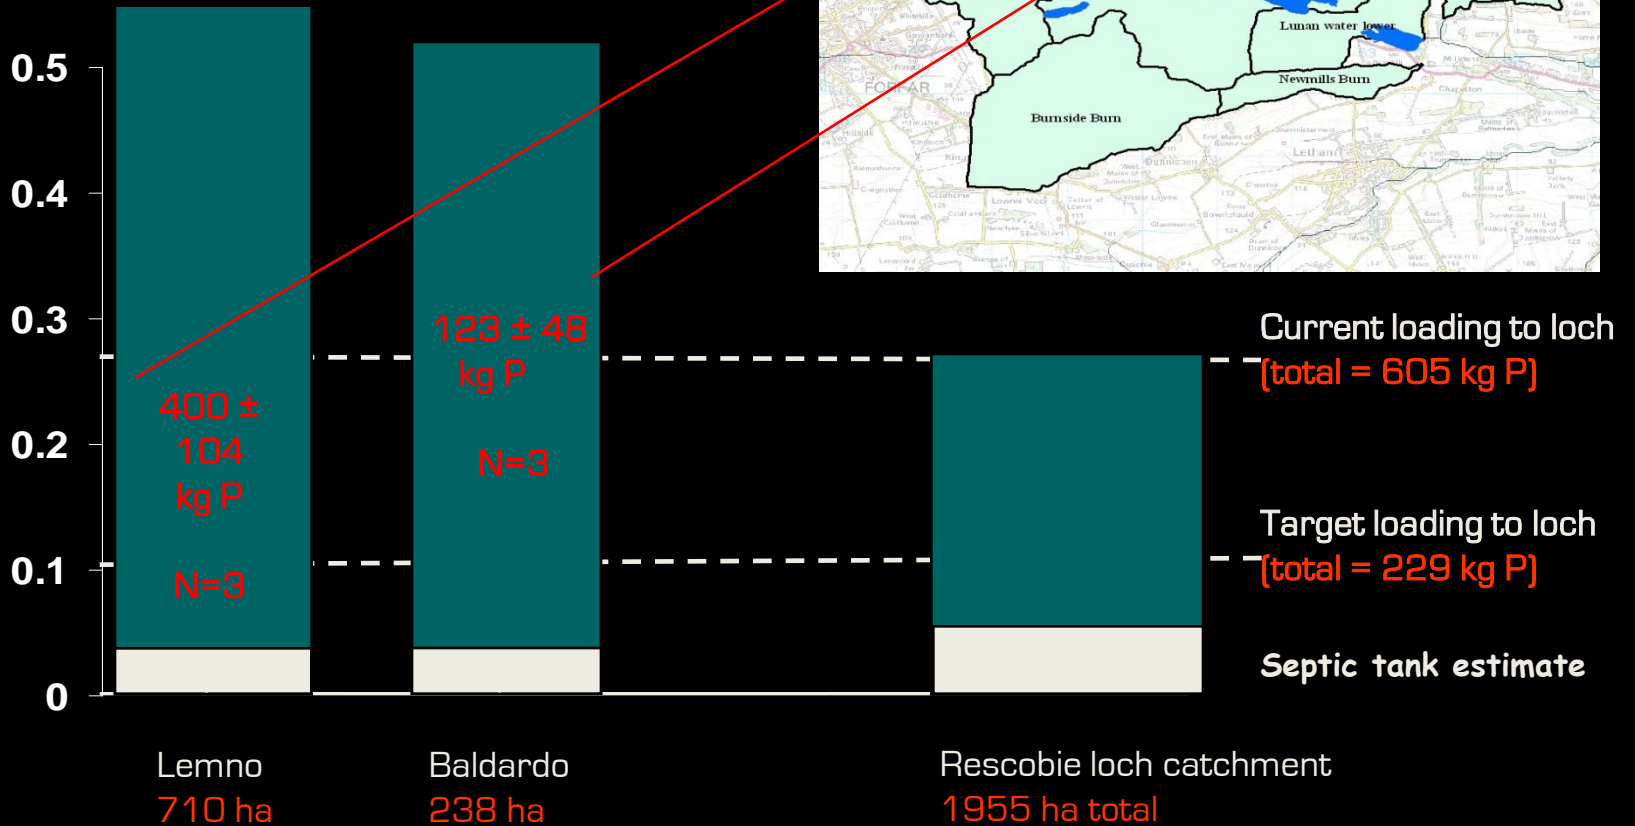 0.5
0.4
0.3
0.2
0.1
0
400 ±
104
kg P
N=3
123 ± 48
kg P
N=3
Lunan water lower
Newmills Burn
Burnside Burn
FORFAR
Letham
Current loading to loch
(total = 605 kg P)
Target loading to loch
(total = 229 kg P)
Septic tank estimate
Lemno
710 ha
Baldardo
238 ha
Rescobie loch catchment
1955 ha total